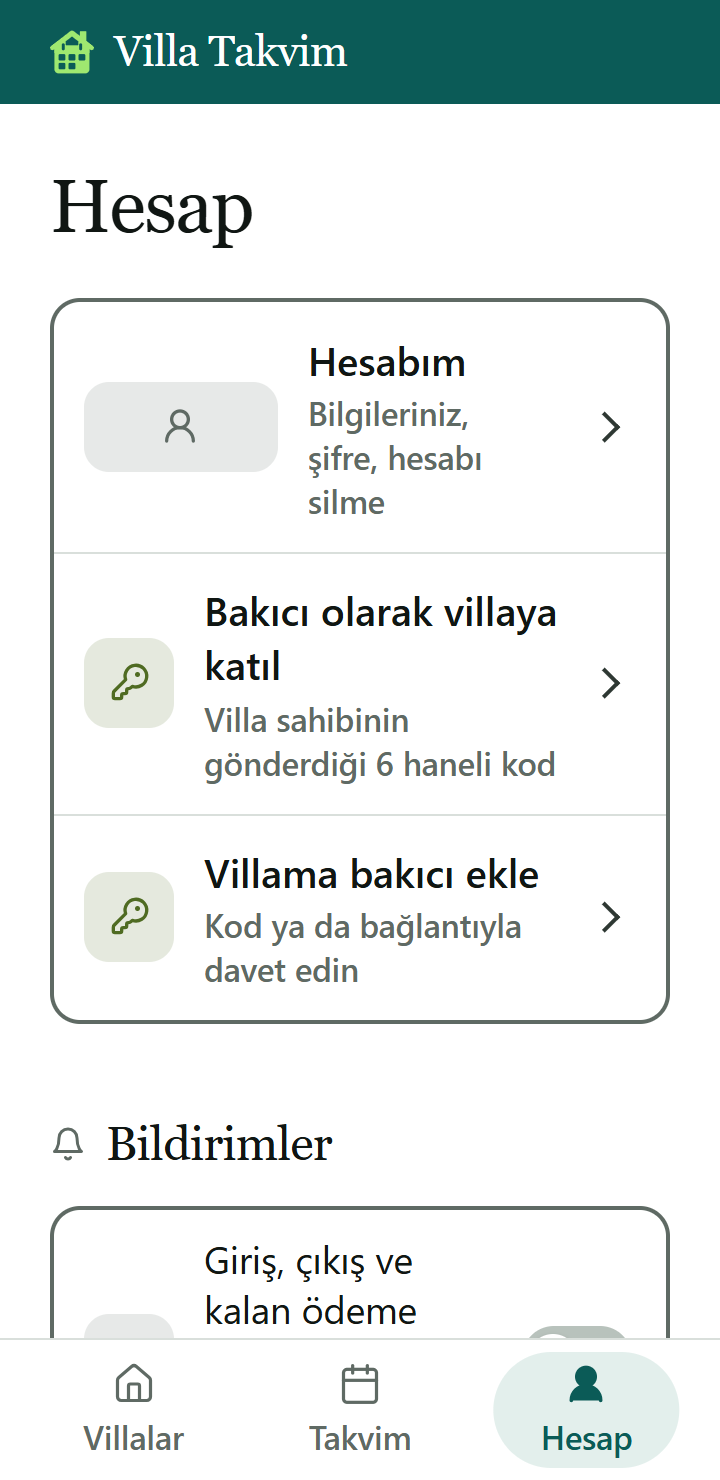 Villa Takvim
Hesap
Hesabım
Bilgileriniz,
şifre, hesabı
silme
Bakıcı olarak villaya
katıl
Villa sahibinin
gönderdiği 6 haneli kod
Villama bakıcı ekle
Kod ya da bağlantıyla
davet edin
Bildirimler
Giriş, çıkış ve
kalan ödeme
Villalar
Takvim
Hesap